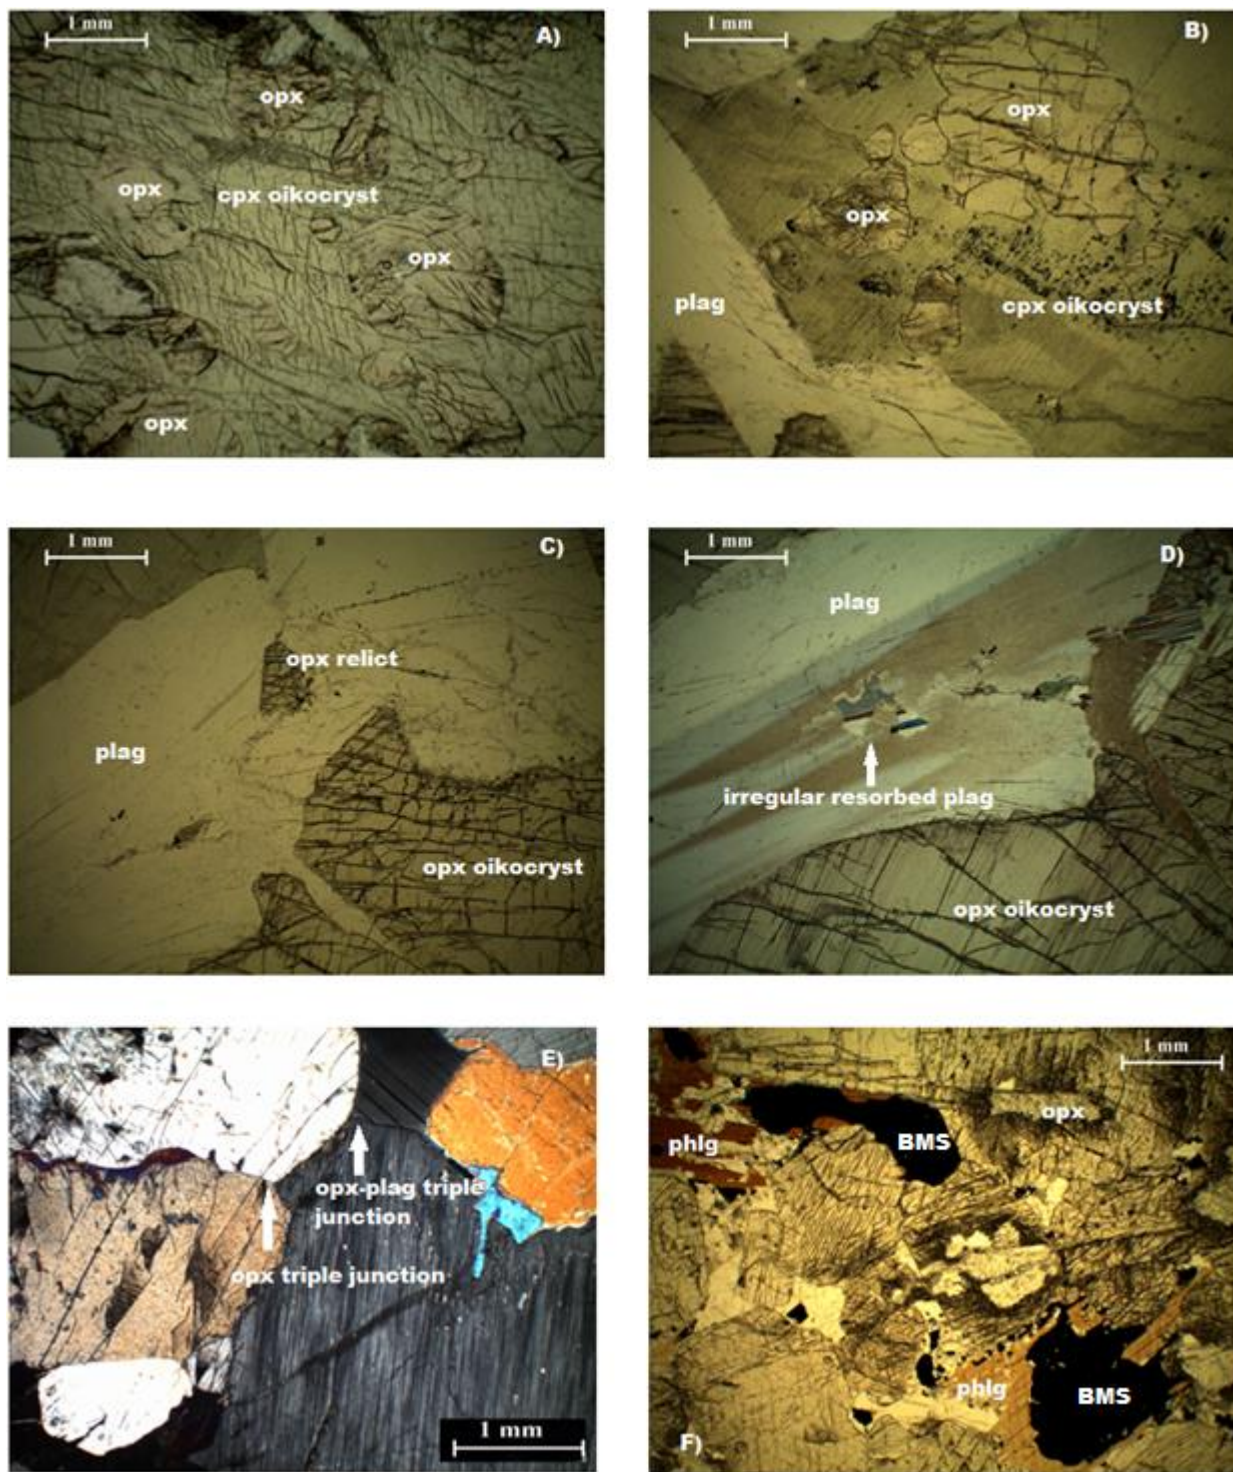 1 mm
A)
opx
opx
cpx oikocryst
opx
opx
1 mm
B)
opx
opx
plag
cpx oikocryst
1 mm
C)
opx relict
plag
opx oikocryst
1 mm
D)
plag
irregular resorbed plag
opx oikocryst
E)
opx-plag triple
junction
opx triple junction
1 mm
1 mm
opx
phlg
BMS
phlg
BMS
F)